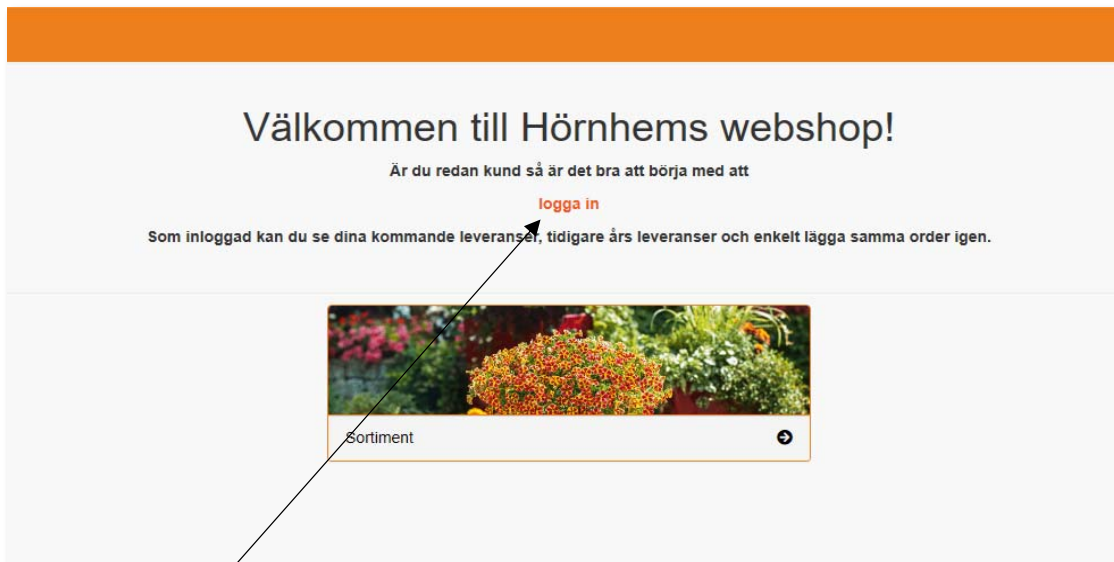 Välkommen till Hörnhems webshop!
Är du redan kund så är det bra att börja med att
logga in
Som inloggad kan du se dina kommande leveranser, tidigare års leveranser och enkelt lägga samma order igen.
Sortiment